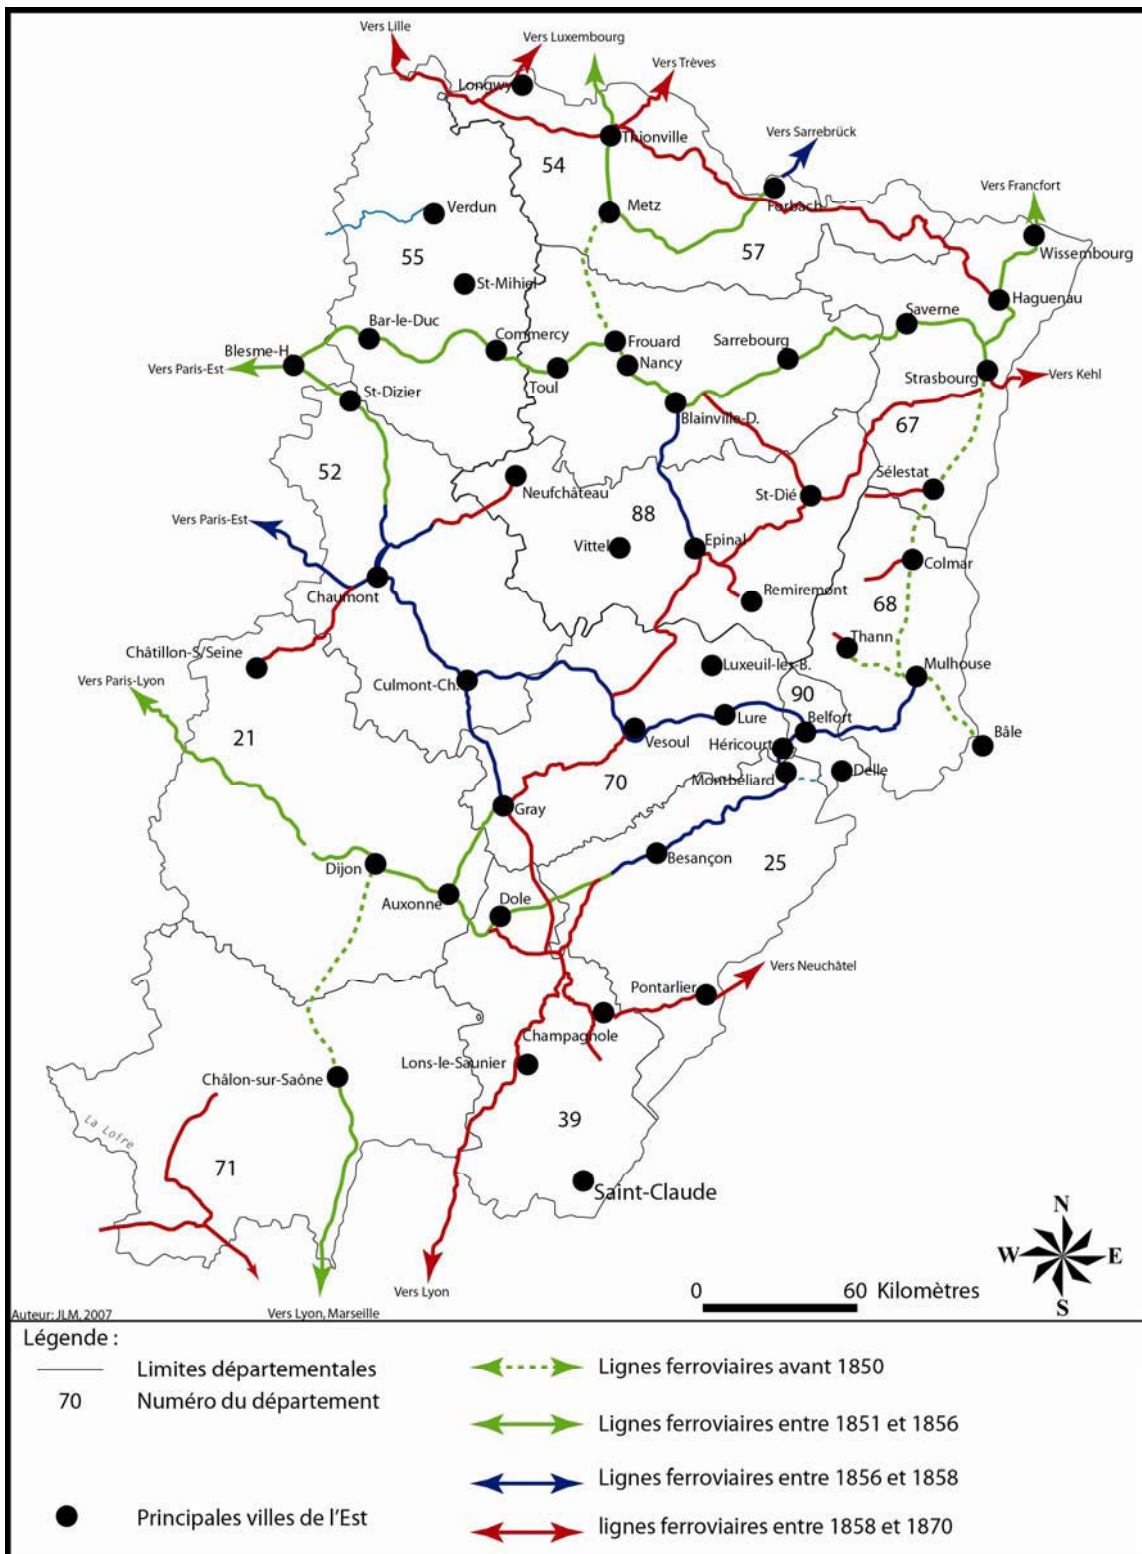 Vers Lille
Vers Luxembourg
Vers Trèves
Longwy
Vers Sarrebrück
Thionville
54
Vers Francfort
Forbach
Verdun
Metz
55
57
Wissembourg
St-Mihiel
Haguenau
Saverne
Bar-le-Duc
Commercy
Frouard
Sarrebourg
Blesme-H.
Vers Paris-Est
Nancy
Toul
Strasbourg
Vers Kehl
St-Dizier
Blainville-D.
67
52
Neufchâteau
Sélestat
St-Dié
88
Vers Paris-Est
Vittel
Epinal
Colmar
Chaumont
Remiremont
68
Thann
Châtillon-S/Seine
Luxeuil-les-B.
Mulhouse
Vers Paris-Lyon
Culmont-Ch.
90
Lure
Belfort
21
Vesoul
Héricourt
Bâle
Delle
70
Montbéliard
Gray
Dijon
Besançon
25
Auxonne
Dole
Vers Neuchâtel
Pontarlier
Champagnole
Lons-le-Saunier
Châlon-sur-Saône
La Loire
39
71
Saint-Claude
N
W E
S
Vers Lyon
0 60 Kilomètres
Vers Lyon, Marseille
Auteur: JLM, 2007
Légende :
Limites départementales
70 Numéro du département
Principales villes de l'Est
Lignes ferroviaires avant 1850
Lignes ferroviaires entre 1851 et 1856
Lignes ferroviaires entre 1856 et 1858
lignes ferroviaires entre 1858 et 1870